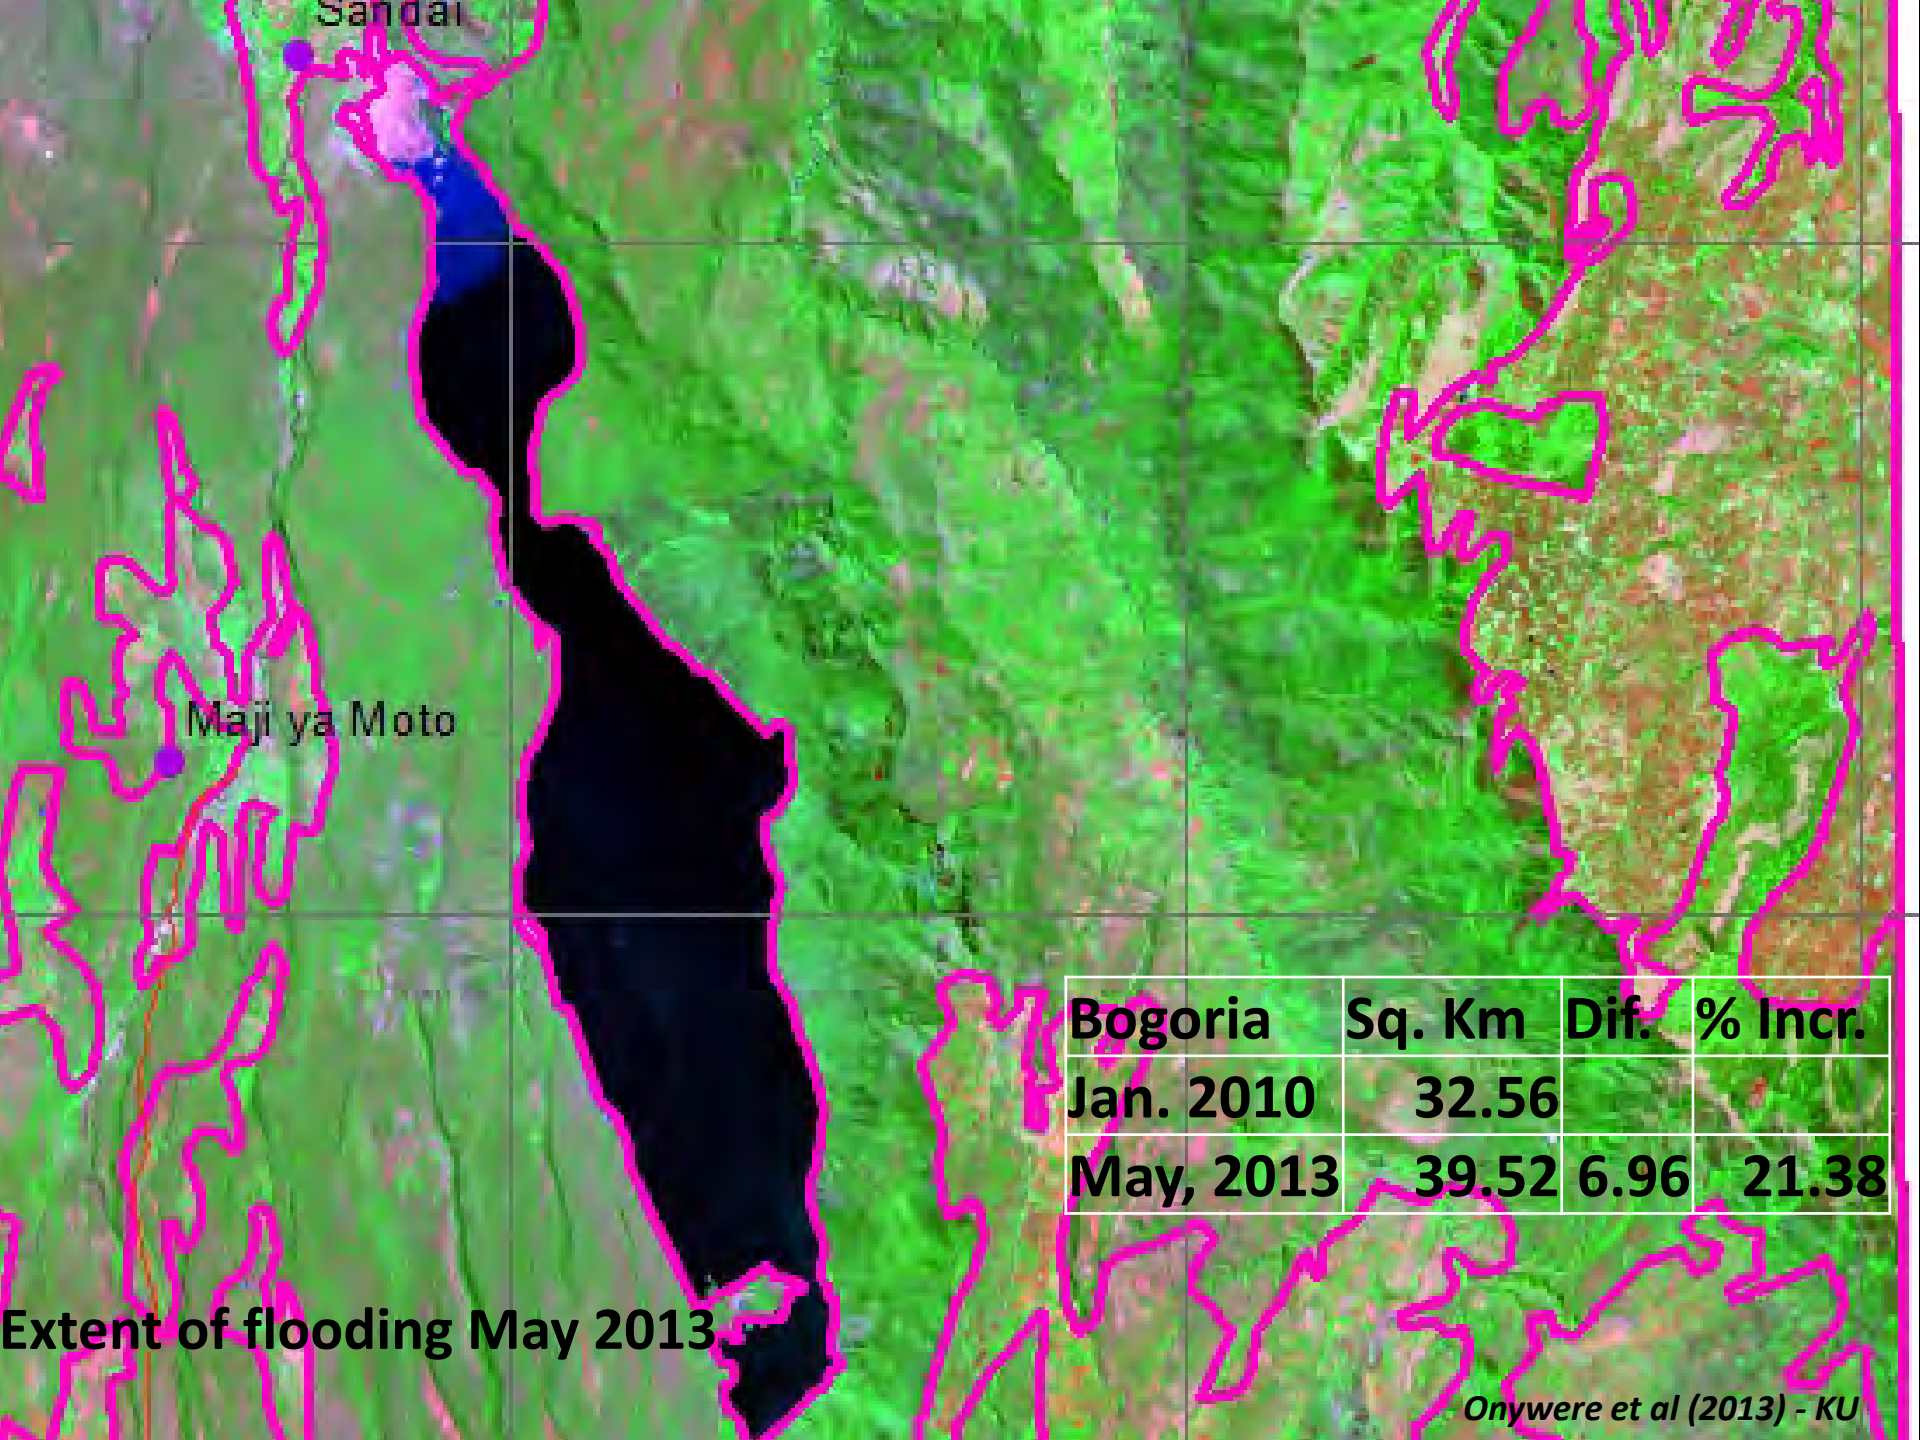 Sandai
Maji ya Moto
Bogoria Sq. Km Dif. % Incr.
Jan. 2010 32.56
May, 2013 39.52 6.96 21.38
Extent of flooding May 2013
Onywere et al (2013) - KU